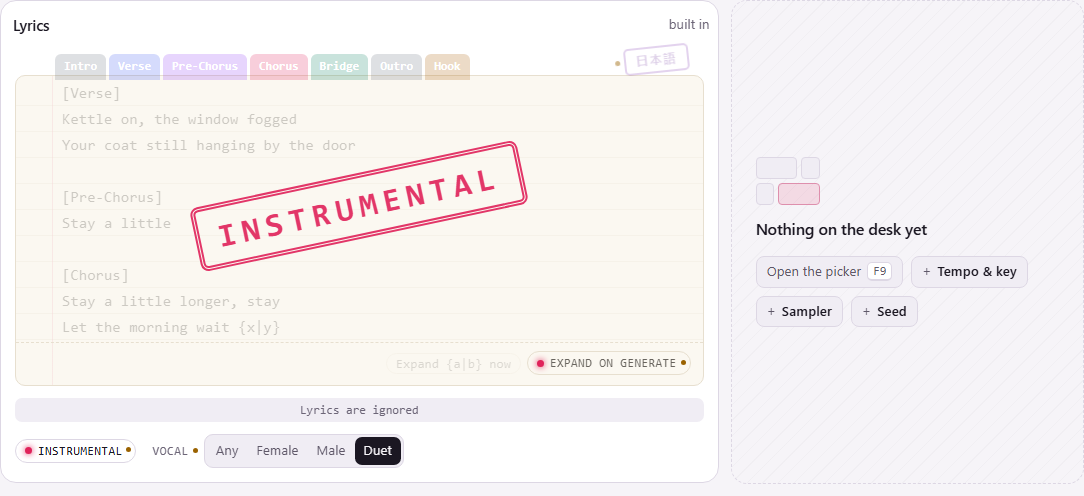 Lyrics
built in
Intro Verse Pre-Chorus Chorus Bridge Outro Hook
日本語
[Verse]
Kettle on, the window fogged
Your coat still hanging by the door
[Pre-Chorus]
Stay a little
INSTRUMENTAL
[Chorus]
Stay a little longer, stay
Let the morning wait {x|y}
Expand {a|b} now
EXPAND ON GENERATE
Lyrics are ignored
INSTRUMENTAL
VOCAL
Any Female Male Duet
Nothing on the desk yet
Open the picker F9
+ Tempo & key
+ Sampler
+ Seed